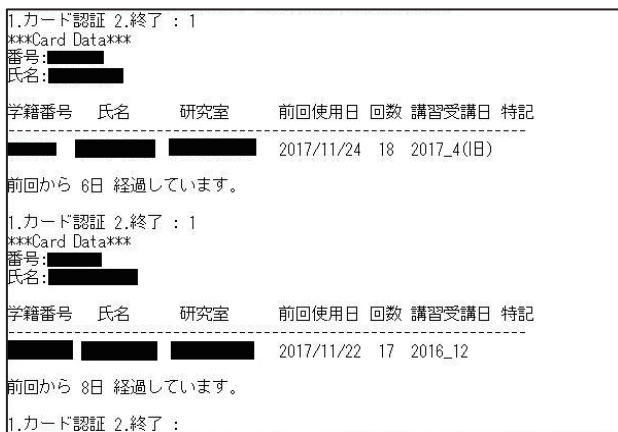 1.カード認証 2.終了 : 1
***Card Data***
番号:
氏名:
学籍番号 氏名 研究室 前回使用日 回数 講習受講日 特記
2017/11/24 18 2017_4(旧)
前回から 6日 経過しています。
1.カード認証 2.終了 : 1
***Card Data***
番号:
氏名:
学籍番号 氏名 研究室 前回使用日 回数 講習受講日 特記
2017/11/22 17 2016_12
前回から 8日 経過しています。
1.カード認証 2.終了 :